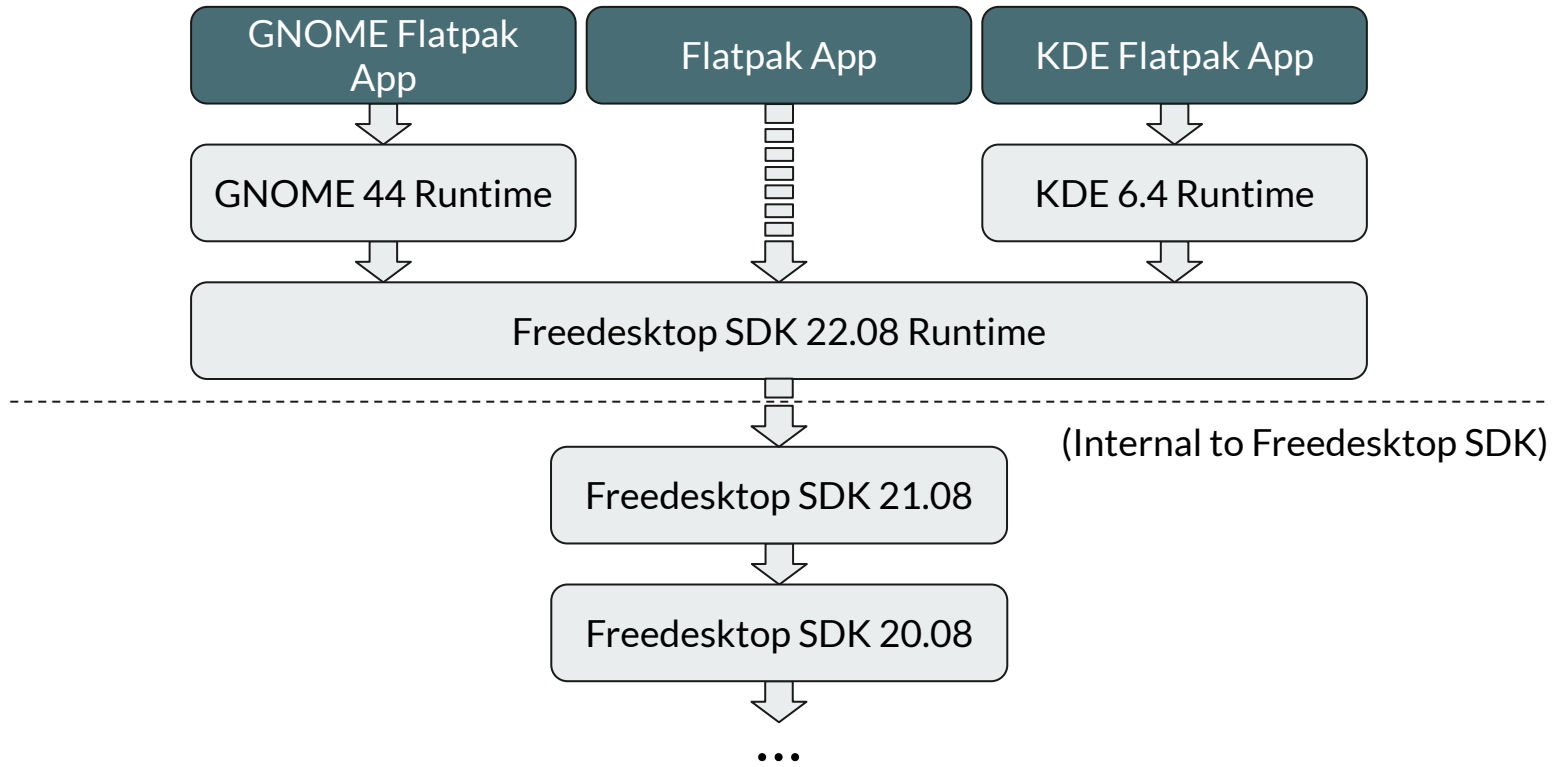 GNOME Flatpak
App
Flatpak App
KDE Flatpak App
GNOME 44 Runtime
KDE 6.4 Runtime
Freedesktop SDK 22.08 Runtime
(Internal to Freedesktop SDK)
Freedesktop SDK 21.08
Freedesktop SDK 20.08
...